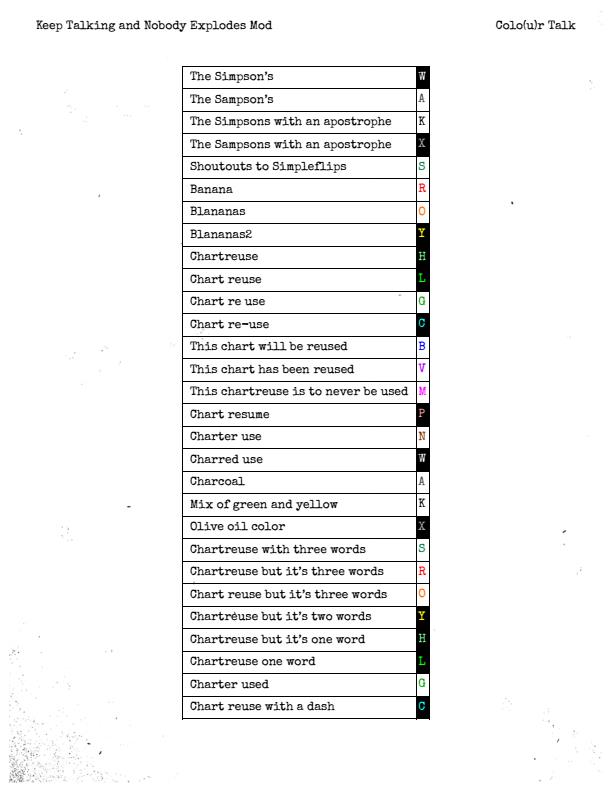 Keep Talking and Nobody Explodes Mod Colo(u)r Talk
The Simpson's W
The Sampson's A
The Simpsons with an apostrophe K
The Sampsons with an apostrophe X
Shoutouts to Simpleflips S
Banana R
Blananas O
Blananas2 Y
Chartreuse H
Chart reuse L
Chart re use G
Chart re-use C
This chart will be reused B
This chart has been reused V
This chartreuse is to never be used M
Chart resume P
Charter use N
Charred use W
Charcoal A
Mix of green and yellow K
Olive oil color X
Chartreuse with three words S
Chartreuse but it's three words R
Chart reuse but it's three words O
Chartreuse but it's two words Y
Chartreuse but it's one word H
Chartreuse one word L
Charter used G
Chart reuse with a dash C